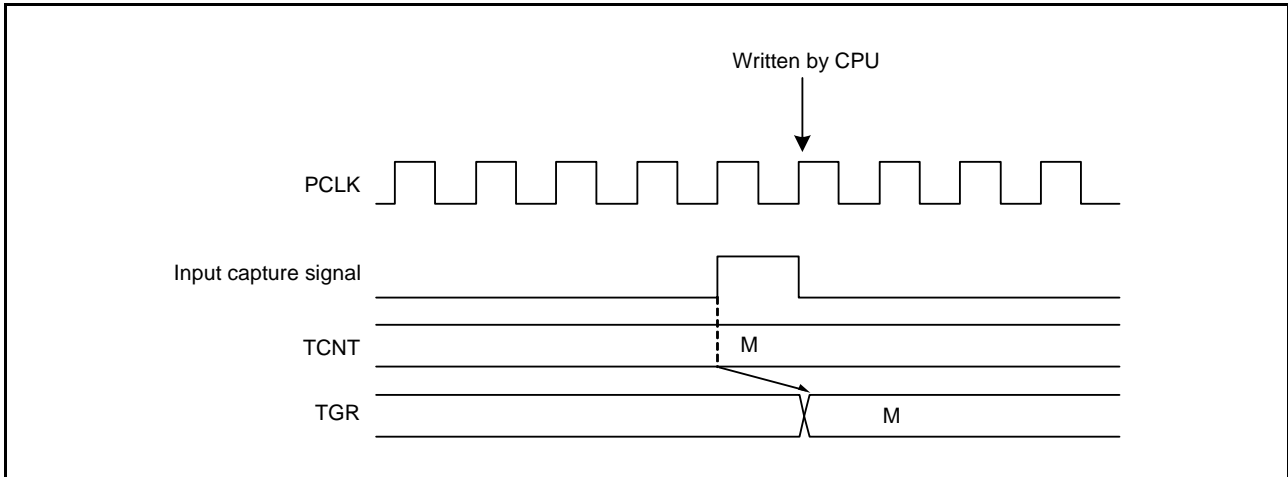 Written by CPU
PCLK
Input capture signal
TCNT
M
TGR
M